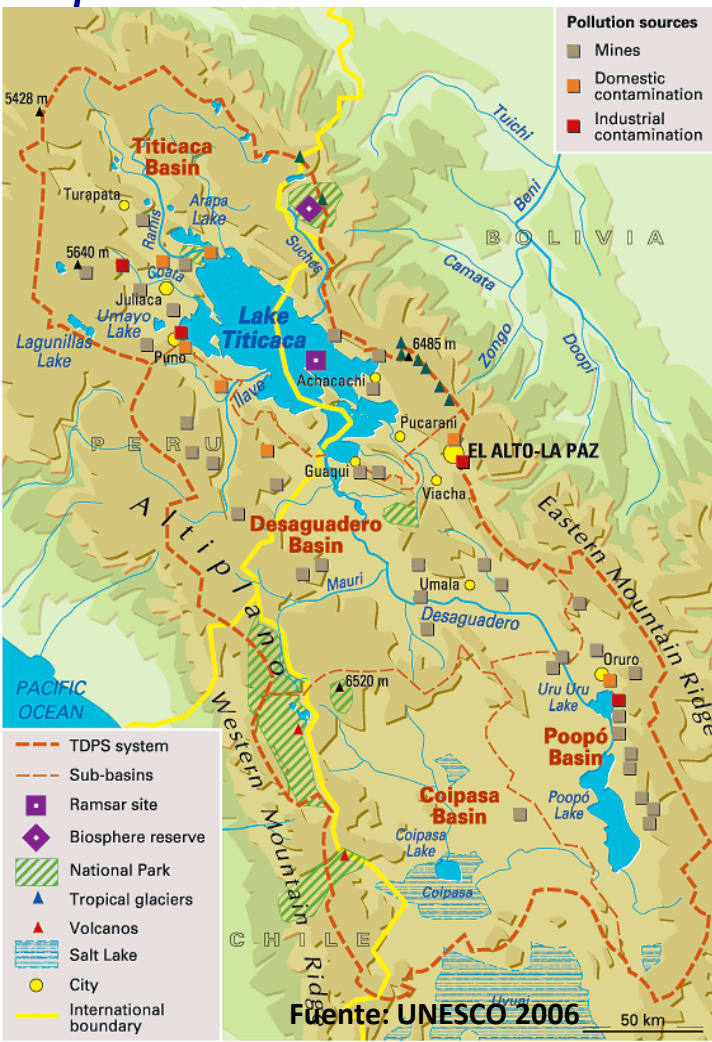 Pollution sources
Mines
Domestic
contamination
Industrial
contamination
5428 m
Titicaca
Basin
Tuichi
Turapata
Arapa
Lake
Ramis
Beni
BOLIVIA
Suches
5640 m
Coata
Camata
Juliaca
Umayo
Lake
Lake
Titicaca
Zongo
Doopi
Lagunillas
Lake
Puno
6485 m
Achacachi
Ilave
Pucarani
PERU
EL ALTO-LA PAZ
Guaqui
Viacha
Altiplano
Desaguadero
Basin
Eastern Mountain Ridge
Mauri
Umala
Desaguadero
Oruro
PACIFIC
OCEAN
6520 m
Uru Uru
Lake
Western Mountain Ridge
Poopó
Basin
Coipasa
Basin
Poopó
Lake
Coipasa
Lake
Coipasa
CHILE
Uyuni
TDPS system
Sub-basins
Ramsar site
Biosphere reserve
National Park
Tropical glaciers
Volcanos
Salt Lake
City
International
boundary
Fuente: UNESCO 2006
50 km